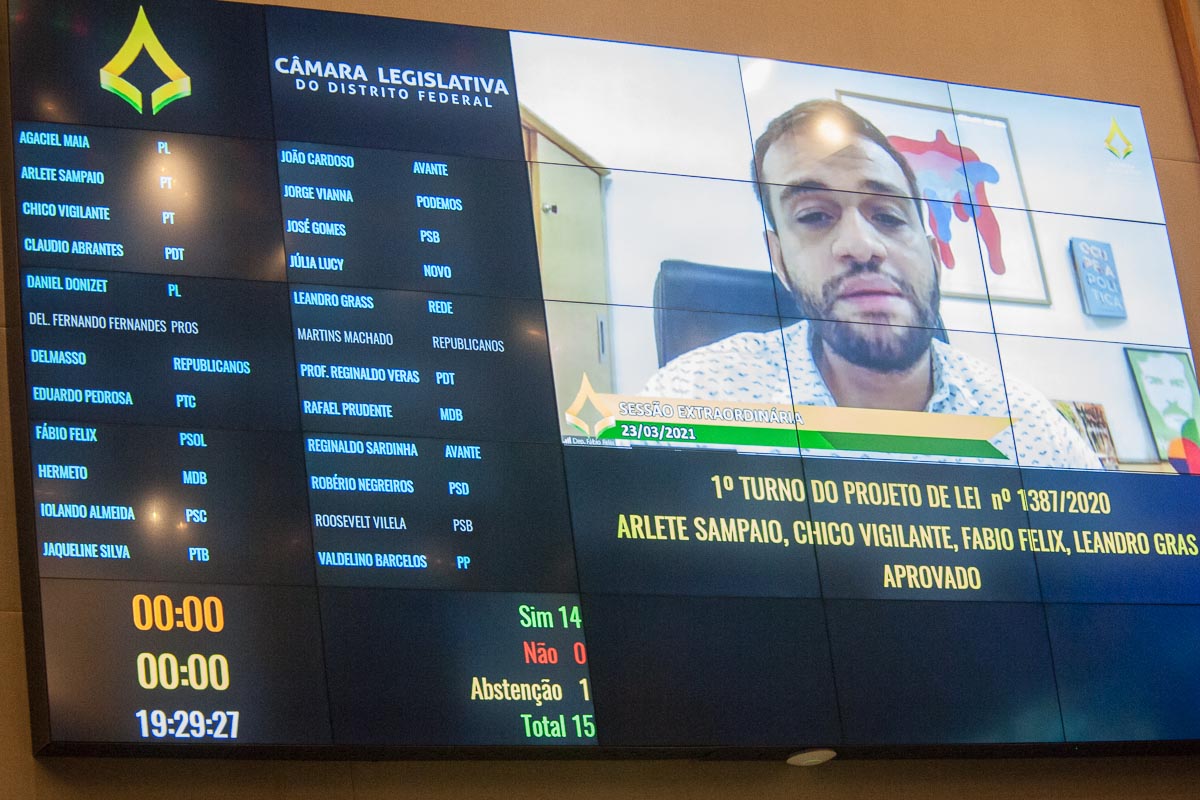 CÂMARA LEGISLATIVA
DO DISTRITO FEDERAL
AGACIEL MAIA PL
ARLETE SAMPAIO PT
CHICO VIGILANTE PT
CLAUDIO ABRANTES PDT
DANIEL DONIZET PL
DEL. FERNANDO FERNANDES PROS
DELMASSO REPUBLICANOS
EDUARDO PEDROSA PTC
FÁBIO FELIX PSOL
HERMETO MDB
IOLANDO ALMEIDA PSC
JAQUELINE SILVA PTB
JOÃO CARDOSO AVANTE
JORGE VIANNA PODEMOS
JOSÉ GOMES PSB
JÚLIA LUCY NOVO
LEANDRO GRASS REDE
MARTINS MACHADO REPUBLICANOS
PROF. REGINALDO VERAS PDT
RAFAEL PRUDENTE MDB
REGINALDO SARDINHA AVANTE
ROBÉRIO NEGREIROS PSD
ROOSEVELT VILELA PSB
VALDELINO BARCELOS PP
00:00
00:00
19:29:27
Sim 14
Não 0
Abstenção 1
Total 15
OCU
PE A
POLÍ
TICA
SESSÃO EXTRAORDINÁRIA
23/03/2021
1º TURNO DO PROJETO DE LEI nº 1387/2020
ARLETE SAMPAIO, CHICO VIGILANTE, FABIO FIELIX, LEANDRO GRAS
APROVADO